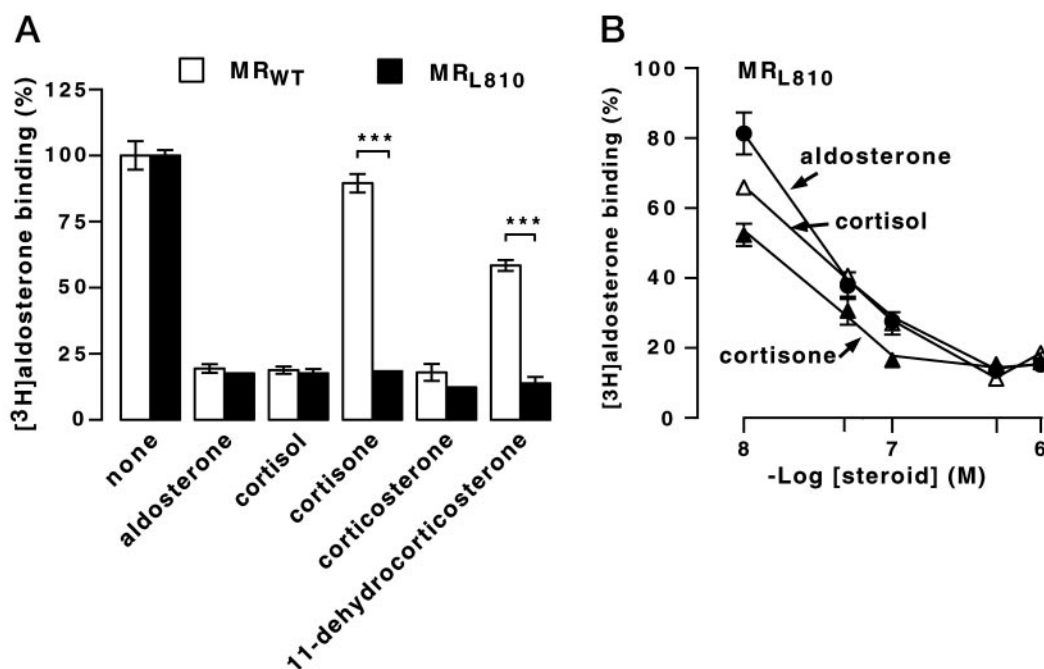 A
MRWT
MRL810
[3H]aldosterone binding (%)
125
100
75
50
25
0
***
***
none
aldosterone
cortisol
cortisone
corticosterone
11-dehydrocorticosterone
B
MRL810
[3H]aldosterone binding (%)
100
80
60
40
20
0
aldosterone
cortisol
cortisone
8
7
6
-Log [steroid] (M)